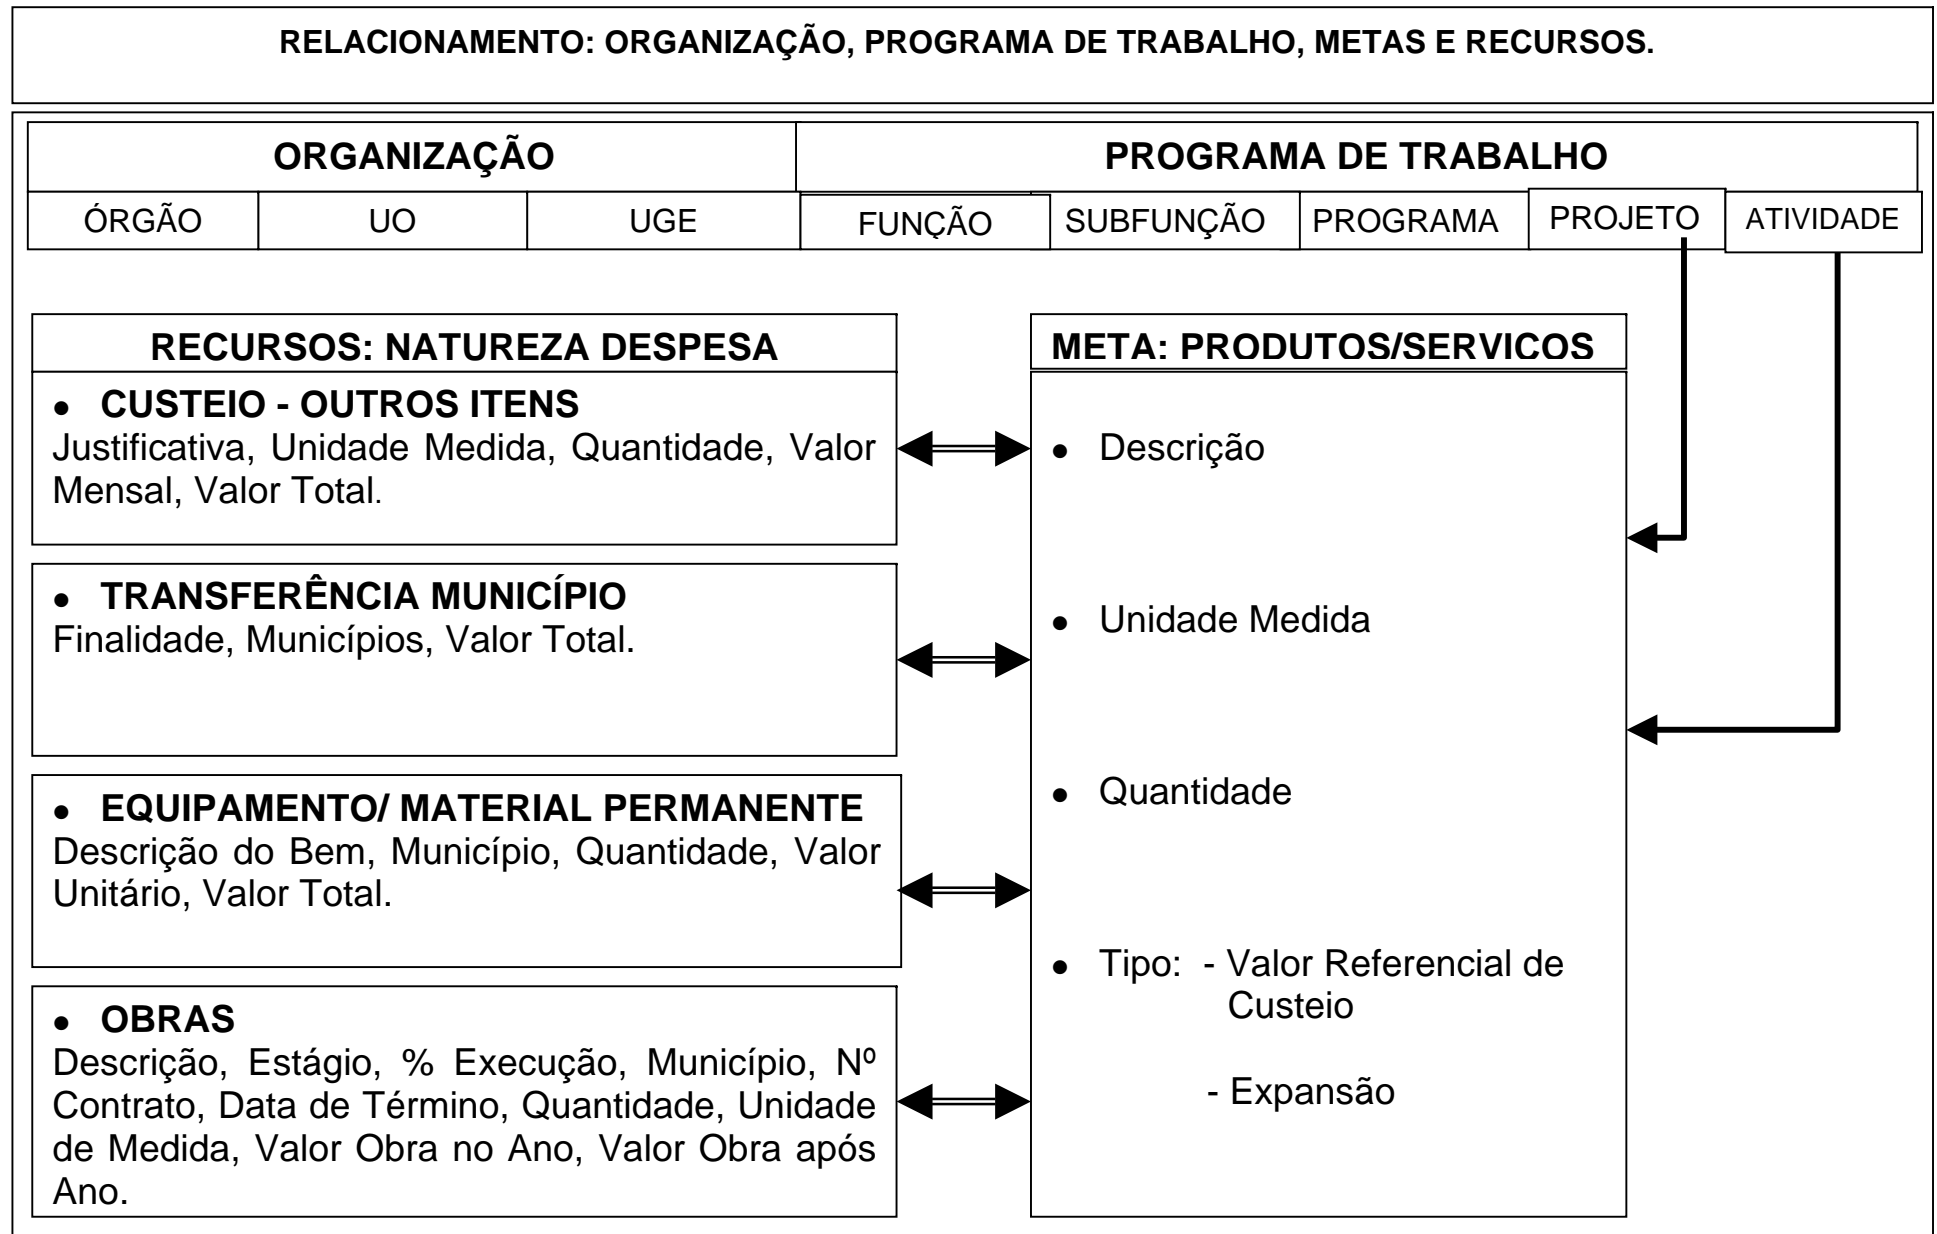 RELACIONAMENTO: ORGANIZAÇÃO, PROGRAMA DE TRABALHO, METAS E RECURSOS.
ORGANIZAÇÃO
PROGRAMA DE TRABALHO
ÓRGÃO
UO
UGE
FUNÇÃO
SUBFUNÇÃO
PROGRAMA
PROJETO
ATIVIDADE
RECURSOS: NATUREZA DESPESA
● CUSTEIO - OUTROS ITENS
Justificativa, Unidade Medida, Quantidade, Valor
Mensal, Valor Total.
● TRANSFERÊNCIA MUNICÍPIO
Finalidade, Municípios, Valor Total.
● EQUIPAMENTO/ MATERIAL PERMANENTE
Descrição do Bem, Município, Quantidade, Valor
Unitário, Valor Total.
● OBRAS
Descrição, Estágio, % Execução, Município, Nº
Contrato, Data de Término, Quantidade, Unidade
de Medida, Valor Obra no Ano, Valor Obra após
Ano.
META: PRODUTOS/SERVICOS
● Descrição
● Unidade Medida
● Quantidade
● Tipo: - Valor Referencial de
Custeio
- Expansão